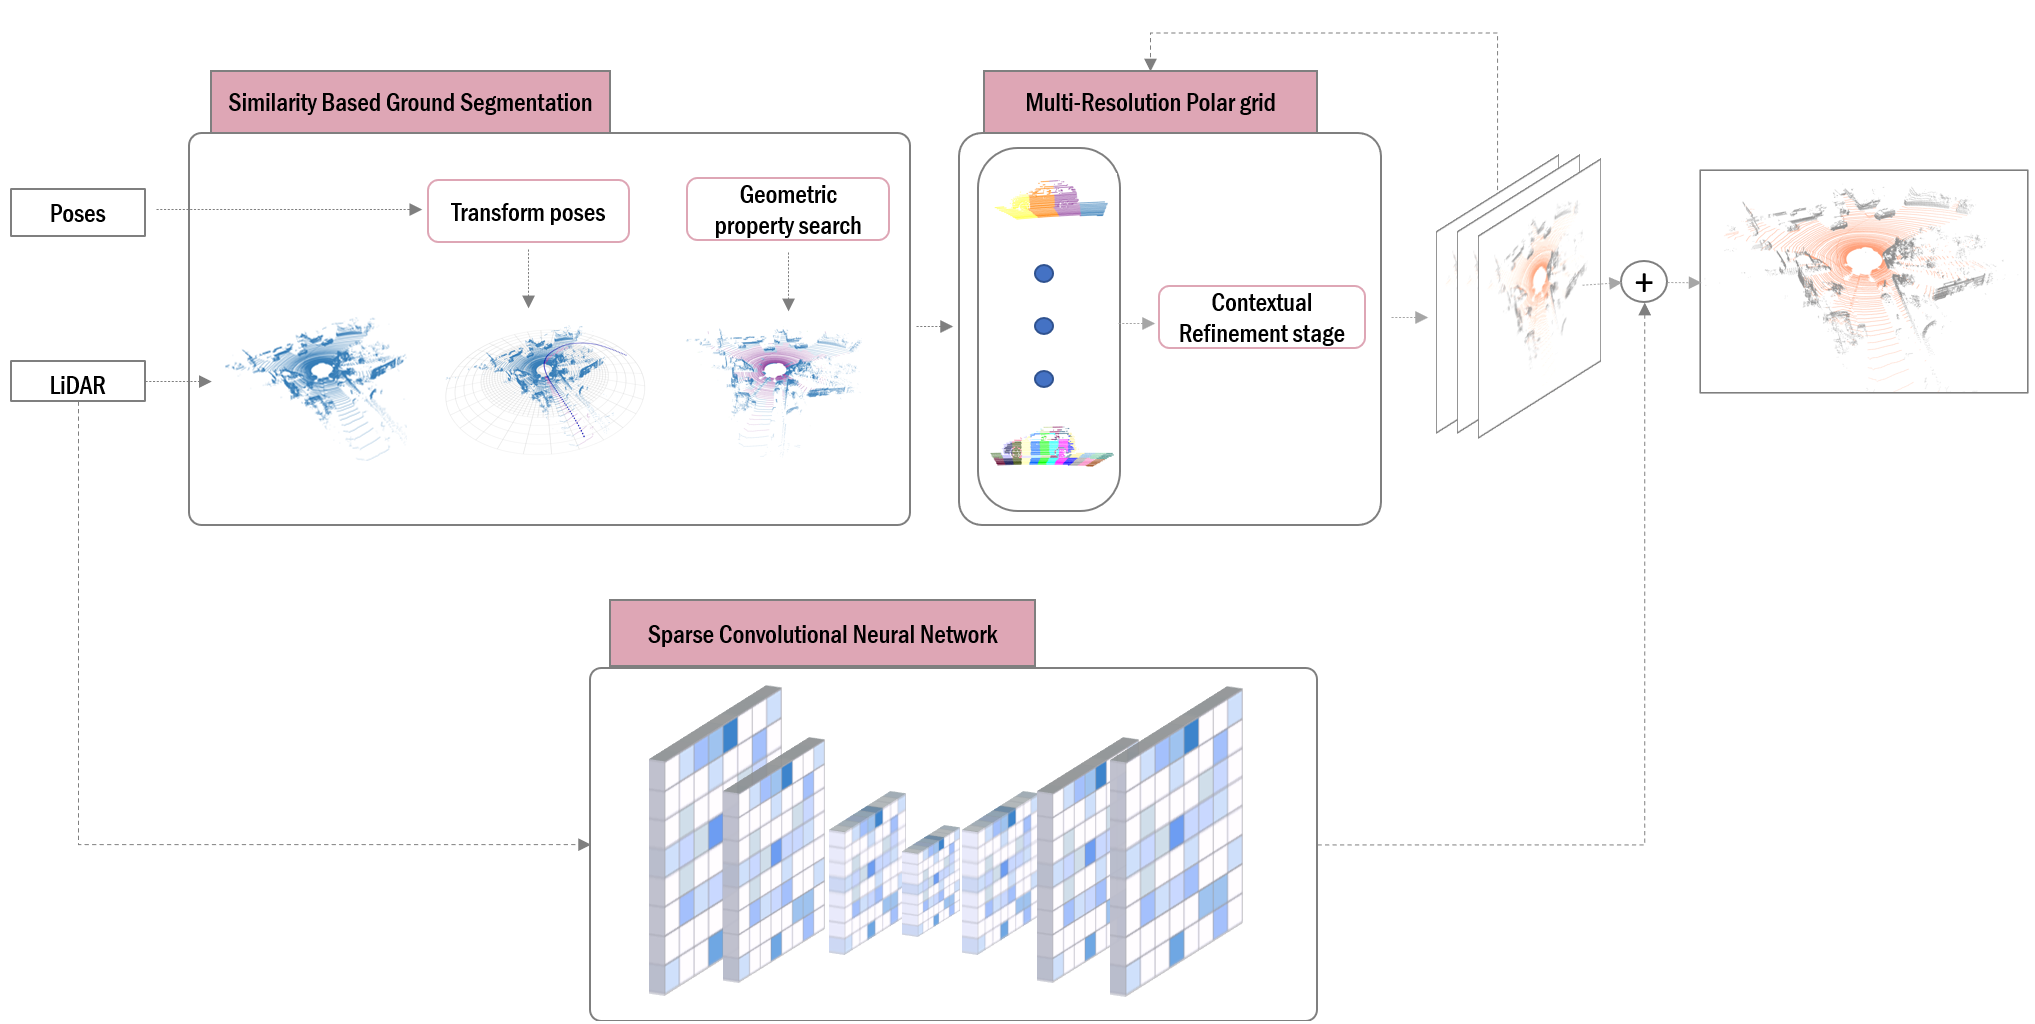 Similarity Based Ground Segmentation
Multi-Resolution Polar grid
Poses
Transform poses
Geometric
property search
Contextual
Refinement stage
+
LiDAR
Sparse Convolutional Neural Network